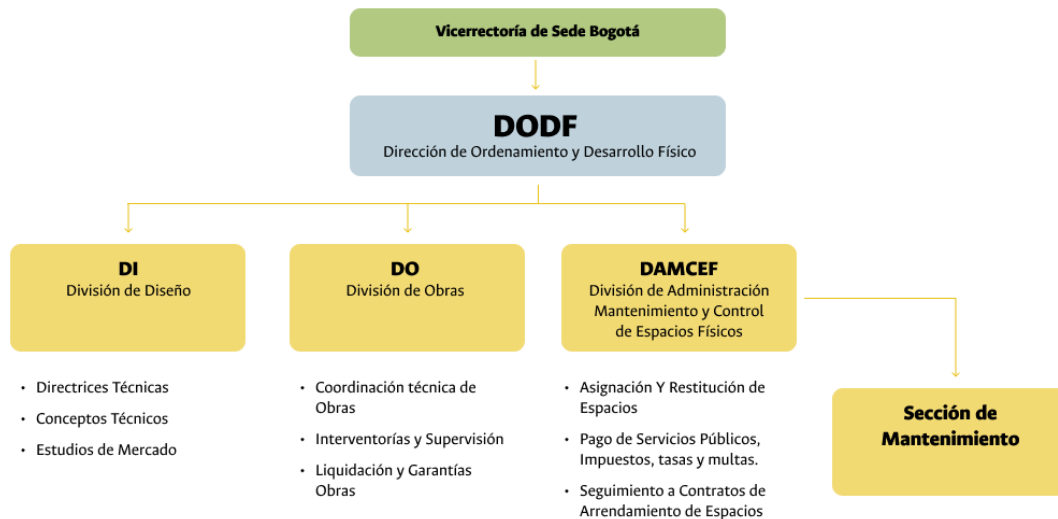 Vicerrectoría de Sede Bogotá
DODF
Dirección de Ordenamiento y Desarrollo Físico
DI
División de Diseño
DO
División de Obras
DAMCEF
División de Administración
Mantenimiento y Control
de Espacios Físicos
• Directrices Técnicas
• Conceptos Técnicos
• Estudios de Mercado
• Coordinación técnica de
Obras
• Interventorías y Supervisión
• Liquidación y Garantías
Obras
• Asignación Y Restitución de
Espacios
• Pago de Servicios Públicos,
Impuestos, tasas y multas.
• Seguimiento a Contratos de
Arrendamiento de Espacios
Sección de
Mantenimiento